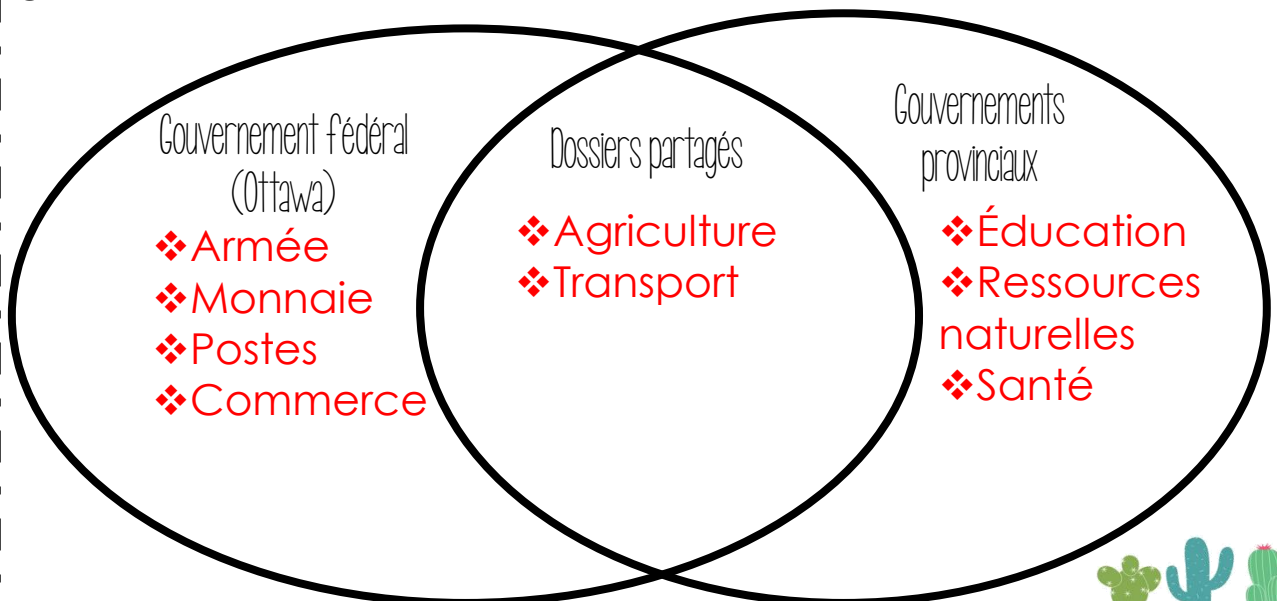 Gouvernement fédéral
(Ottawa)
❖Armée
❖Monnaie
❖Postes
❖Commerce
Dossiers partagés
❖Agriculture
❖Transport
Gouvernements
provinciaux
❖Éducation
❖Ressources
naturelles
❖Santé